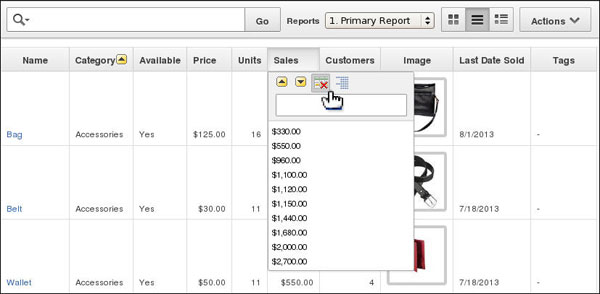 Go Reports 1. Primary Report Actions
Name Category Available Price Units Sales Customers Image Last Date Sold Tags
Bag Accessories Yes $125.00 16 8/1/2013 -
$330.00
$550.00
$960.00
$1,100.00
$1,120.00
$1,150.00
$1,440.00
$1,680.00
$2,000.00
$2,700.00
Belt Accessories Yes $30.00 11 7/18/2013 -
Wallet Accessories Yes $50.00 11 $550.00 4 7/18/2013 -